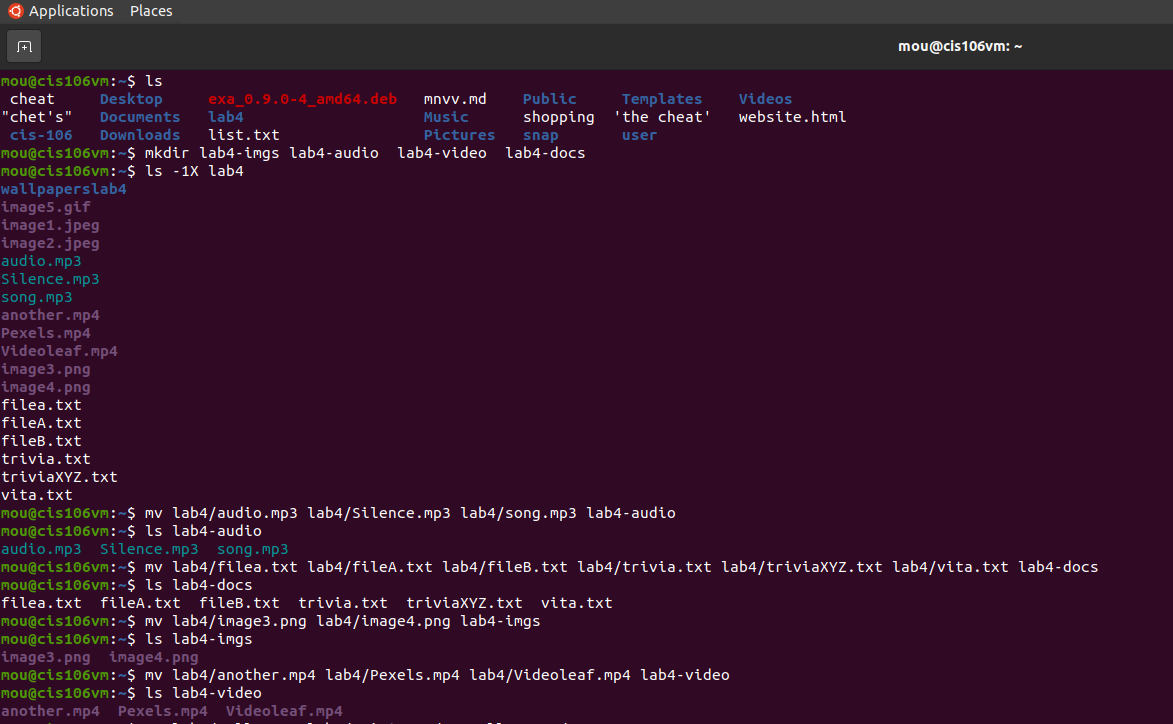 Applications Places
mou@cis106vm: ~
mou@cis106vm:~$ ls
 cheat Desktop exa_0.9.0-4_amd64.deb mnvv.md Public Templates Videos
"chet's" Documents lab4 Music shopping 'the cheat' website.html
 cis-106 Downloads list.txt Pictures snap user
mou@cis106vm:~$ mkdir lab4-imgs lab4-audio  lab4-video  lab4-docs
mou@cis106vm:~$ ls -1X lab4
wallpaperslab4
image5.gif
image1.jpeg
image2.jpeg
audio.mp3
Silence.mp3
song.mp3
another.mp4
Pexels.mp4
Videoleaf.mp4
image3.png
image4.png
filea.txt
fileA.txt
fileB.txt
trivia.txt
triviaXYZ.txt
vita.txt
mou@cis106vm:~$ mv lab4/audio.mp3 lab4/Silence.mp3 lab4/song.mp3 lab4-audio
mou@cis106vm:~$ ls lab4-audio
audio.mp3  Silence.mp3  song.mp3
mou@cis106vm:~$ mv lab4/filea.txt lab4/fileA.txt lab4/fileB.txt lab4/trivia.txt lab4/triviaXYZ.txt lab4/vita.txt lab4-docs
mou@cis106vm:~$ ls lab4-docs
filea.txt  fileA.txt  fileB.txt  trivia.txt  triviaXYZ.txt  vita.txt
mou@cis106vm:~$ mv lab4/image3.png lab4/image4.png lab4-imgs
mou@cis106vm:~$ ls lab4-imgs
image3.png  image4.png
mou@cis106vm:~$ mv lab4/another.mp4 lab4/Pexels.mp4 lab4/Videoleaf.mp4 lab4-video
mou@cis106vm:~$ ls lab4-video
another.mp4  Pexels.mp4  Videoleaf.mp4